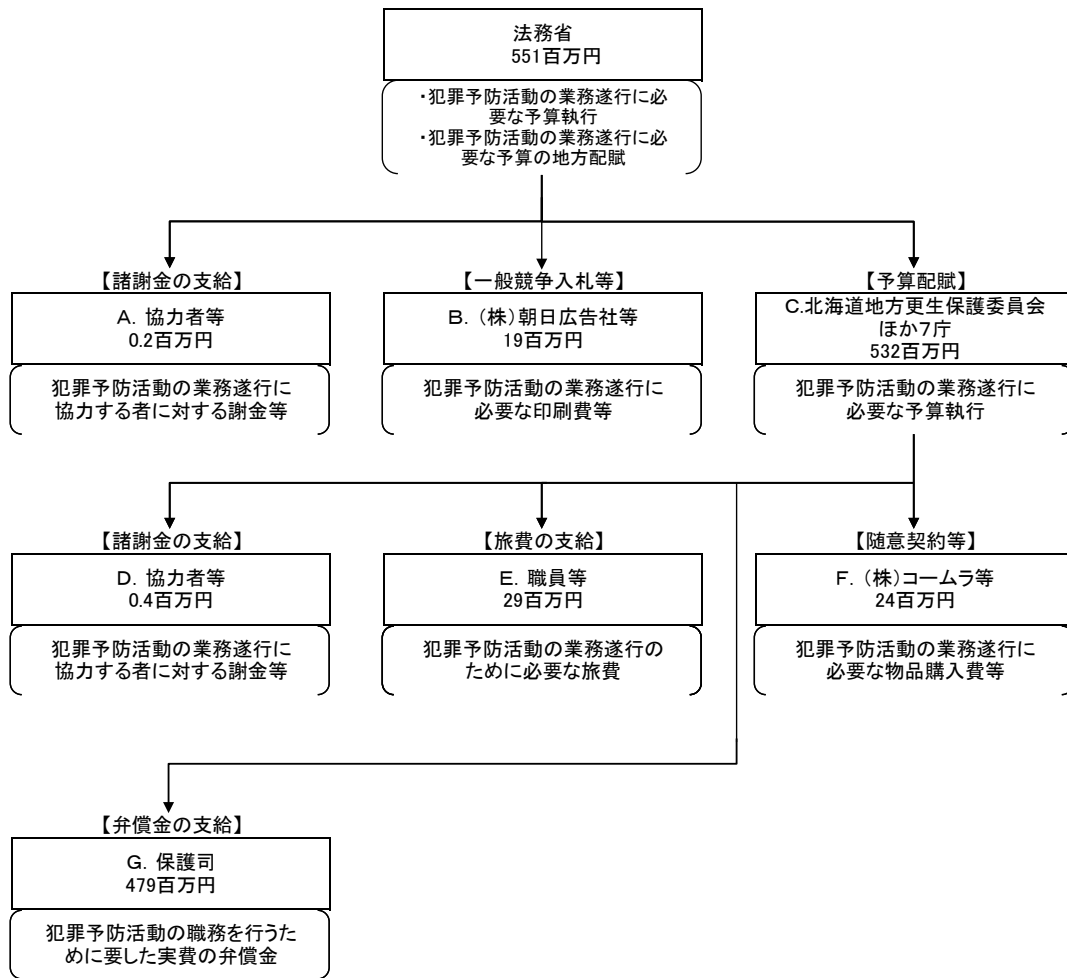 法務省
551百万円
・犯罪予防活動の業務遂行に必
要な予算執行
・犯罪予防活動の業務遂行に必
要な予算の地方配賦
【諸謝金の支給】
A．協力者等
0.2百万円
犯罪予防活動の業務遂行に
協力する者に対する謝金等
【一般競争入札等】
B．（株）朝日広告社等
19百万円
犯罪予防活動の業務遂行に
必要な印刷費等
【予算配賦】
C.北海道地方更生保護委員会
ほか7庁
532百万円
犯罪予防活動の業務遂行に
必要な予算執行
【諸謝金の支給】
D．協力者等
0.4百万円
犯罪予防活動の業務遂行に
協力する者に対する謝金等
【旅費の支給】
E．職員等
29百万円
犯罪予防活動の業務遂行の
ために必要な旅費
【随意契約等】
F．（株）コームラ等
24百万円
犯罪予防活動の業務遂行に
必要な物品購入費等
【弁償金の支給】
G．保護司
479百万円
犯罪予防活動の職務を行うた
めに要した実費の弁償金